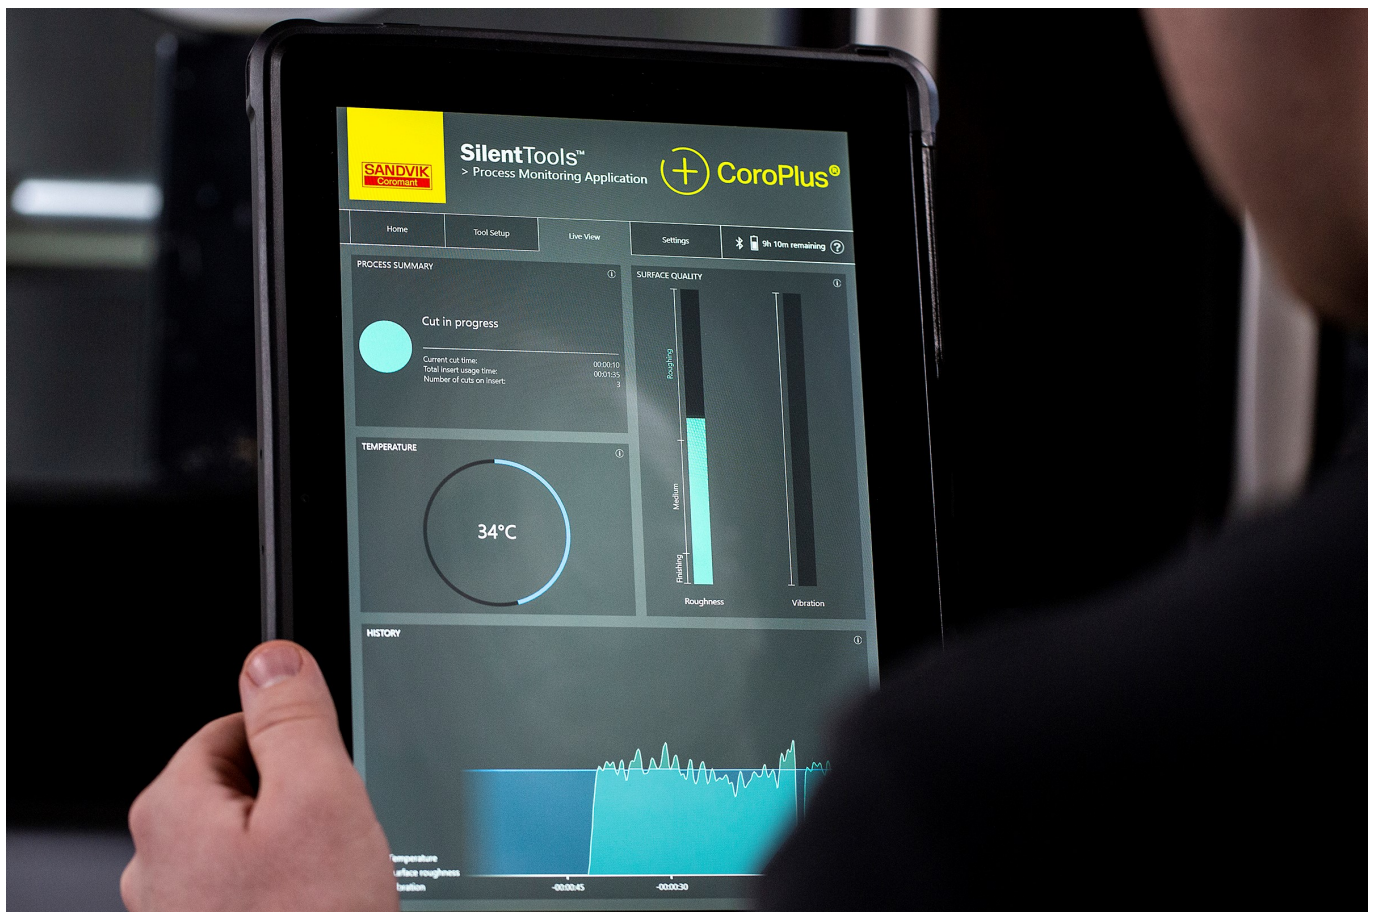 SANDVIK
Coromant
SilentTools™
> Process Monitoring Application
CoroPlus®
Home
Tool Setup
Live View
Settings
9h 10m remaining ?
PROCESS SUMMARY
Cut in progress
Current cut time: 00:00:10
Total insert usage time: 00:01:35
Number of cuts on insert: 3
SURFACE QUALITY
Roughing
Medium
Finishing
Roughness
Vibration
TEMPERATURE
34°C
HISTORY
Temperature
urface roughness
bration
-00:00:45
-00:00:30